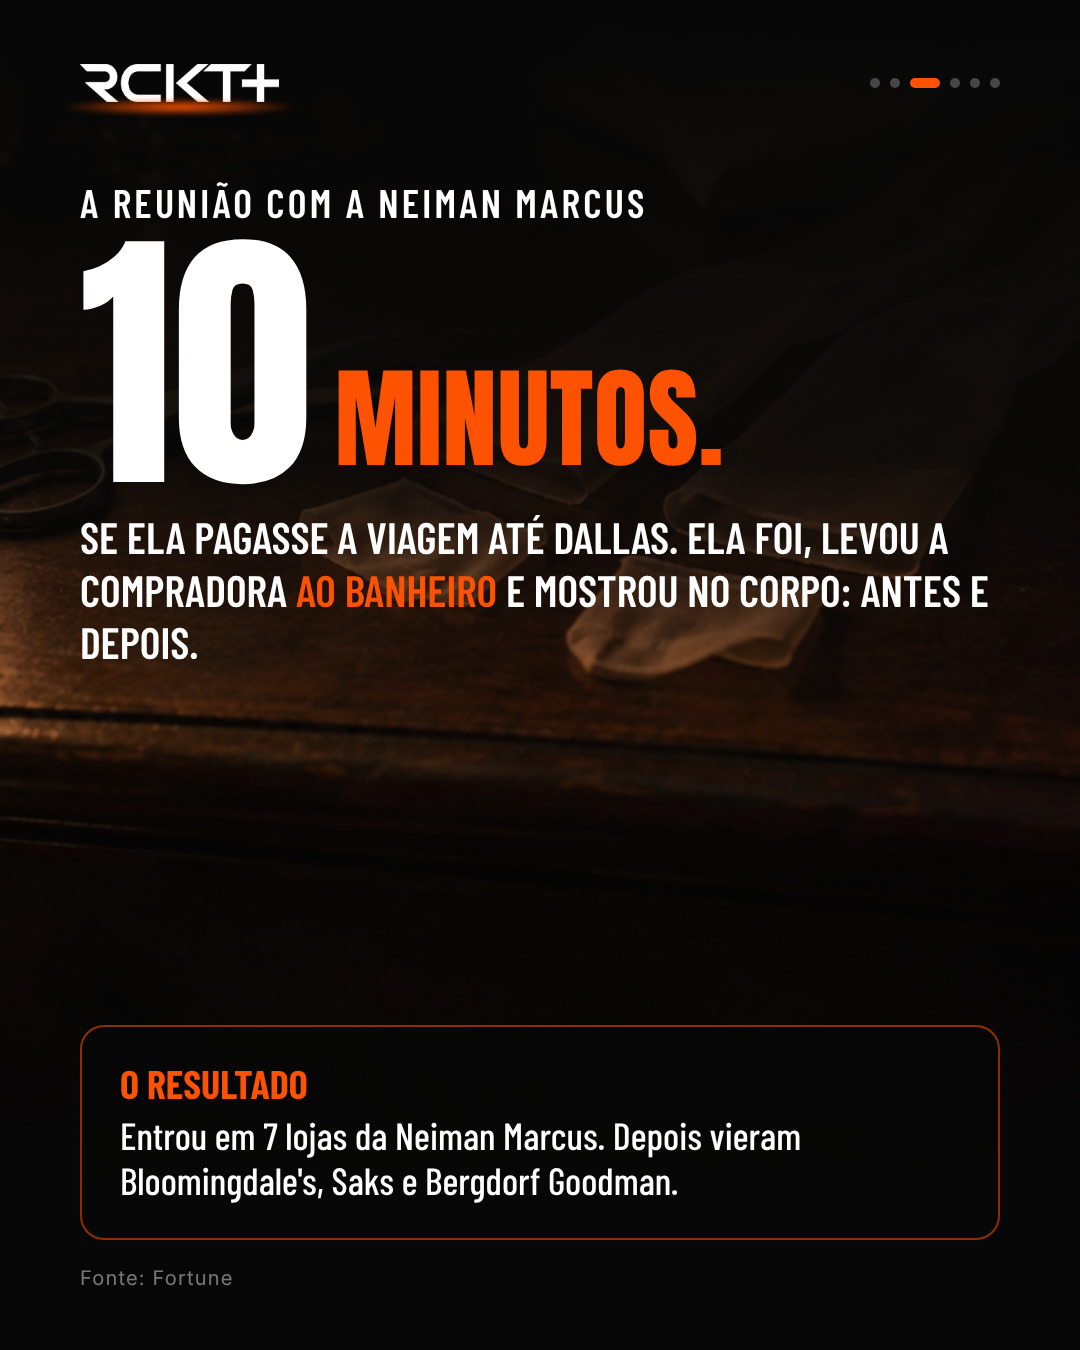 RCKT+
A REUNIÃO COM A NEIMAN MARCUS
10 MINUTOS.
SE ELA PAGASSE A VIAGEM ATÉ DALLAS. ELA FOI, LEVOU A
COMPRADORA AO BANHEIRO E MOSTROU NO CORPO: ANTES E
DEPOIS.
O RESULTADO
Entrou em 7 lojas da Neiman Marcus. Depois vieram
Bloomingdale's, Saks e Bergdorf Goodman.
Fonte: Fortune